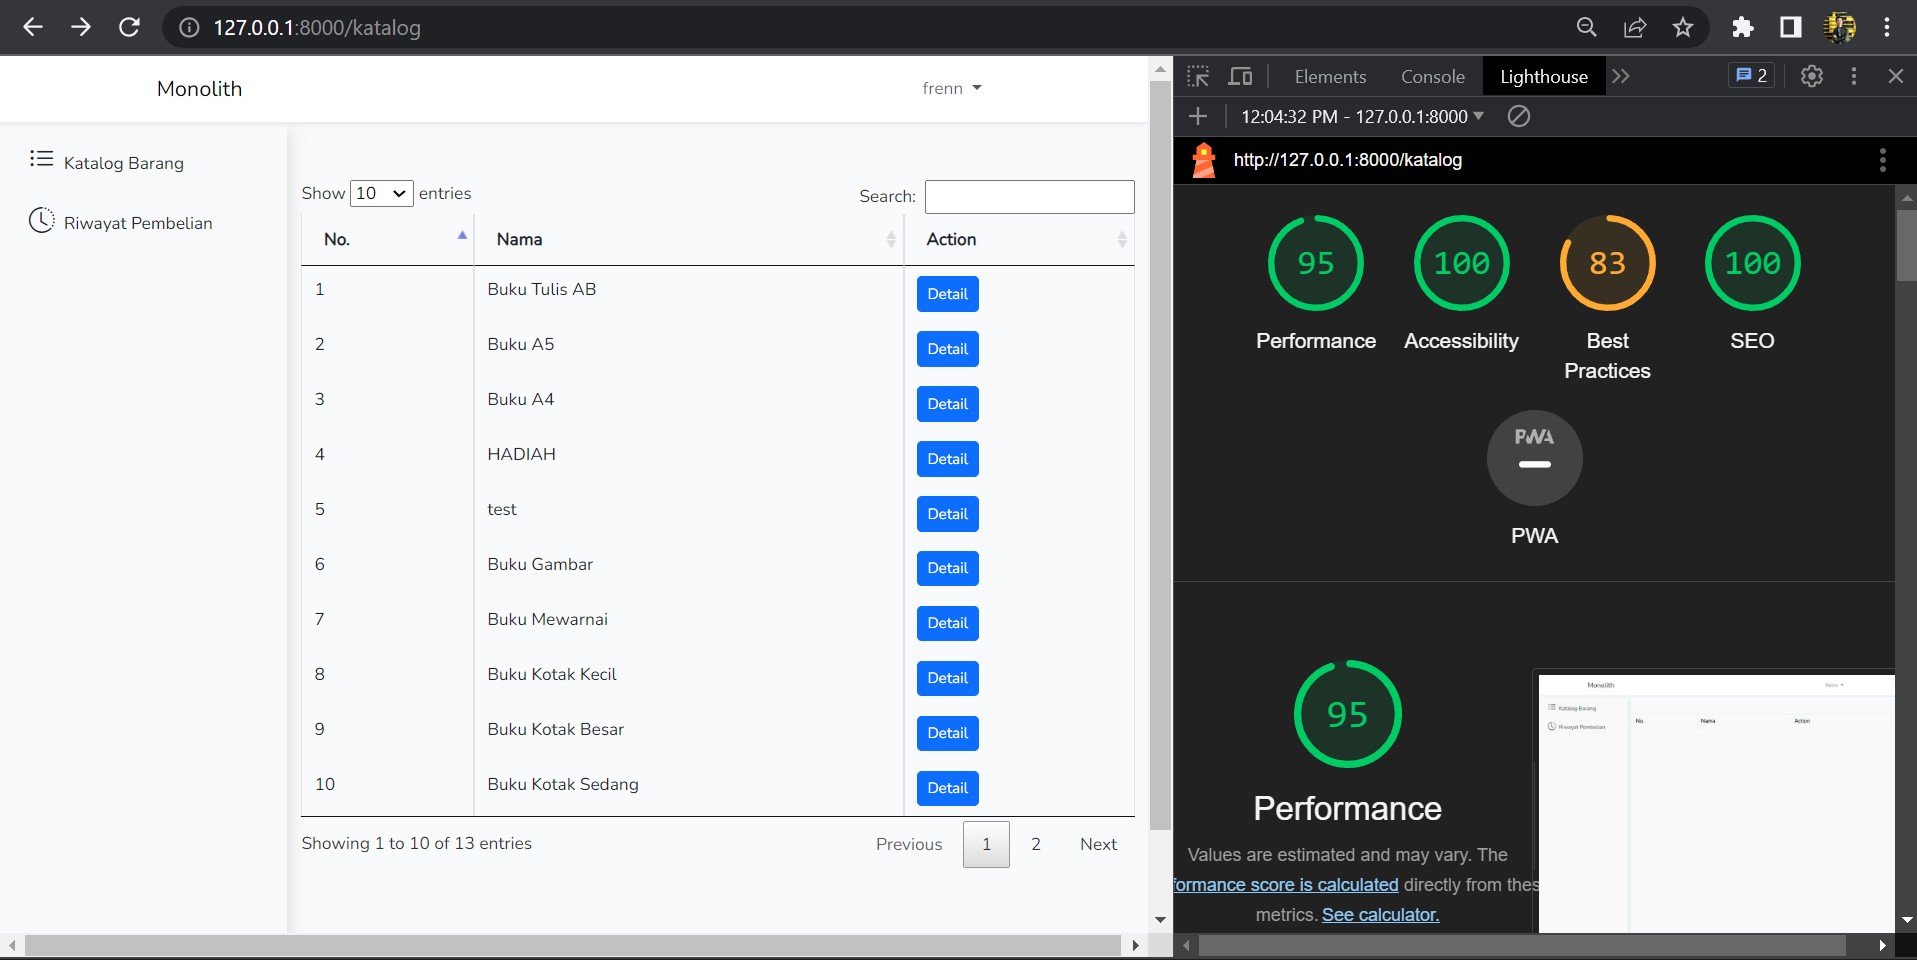 127.0.0.1:8000/katalog
Monolith
frenn
Katalog Barang
Riwayat Pembelian
Show 10 entries
Search:
No. Nama Action
1 Buku Tulis AB Detail
2 Buku A5 Detail
3 Buku A4 Detail
4 HADIAH Detail
5 test Detail
6 Buku Gambar Detail
7 Buku Mewarnai Detail
8 Buku Kotak Kecil Detail
9 Buku Kotak Besar Detail
10 Buku Kotak Sedang Detail
Showing 1 to 10 of 13 entries
Previous 1 2 Next
Elements Console Lighthouse 2
12:04:32 PM - 127.0.0.1:8000
http://127.0.0.1:8000/katalog
95 100 83 100
Performance Accessibility Best Practices SEO
PWA
PWA
95
Performance
Values are estimated and may vary. The
formance score is calculated directly from thes
metrics. See calculator.
Monolith
Katalog Barang
Riwayat Pembelian
No. Nama Action